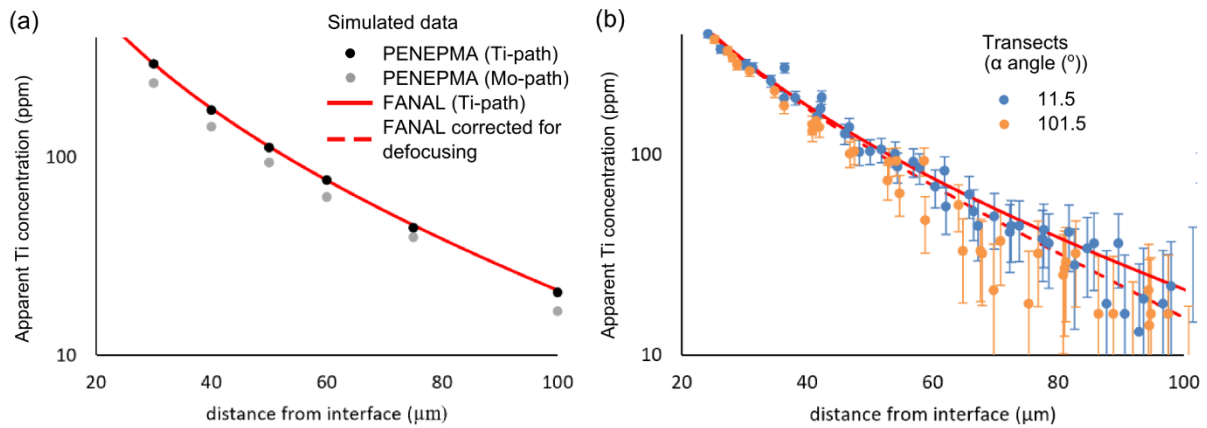 (a)
Simulated data
PENEPMA (Ti-path)
PENEPMA (Mo-path)
FANAL (Ti-path)
FANAL corrected for
defocusing
Apparent Ti concentration (ppm)
100
10
20
40
60
80
100
distance from interface (μm)
(b)
Transects
(α angle (º))
11.5
101.5
Apparent Ti concentration (ppm)
100
10
20
40
60
80
100
distance from interface (μm)